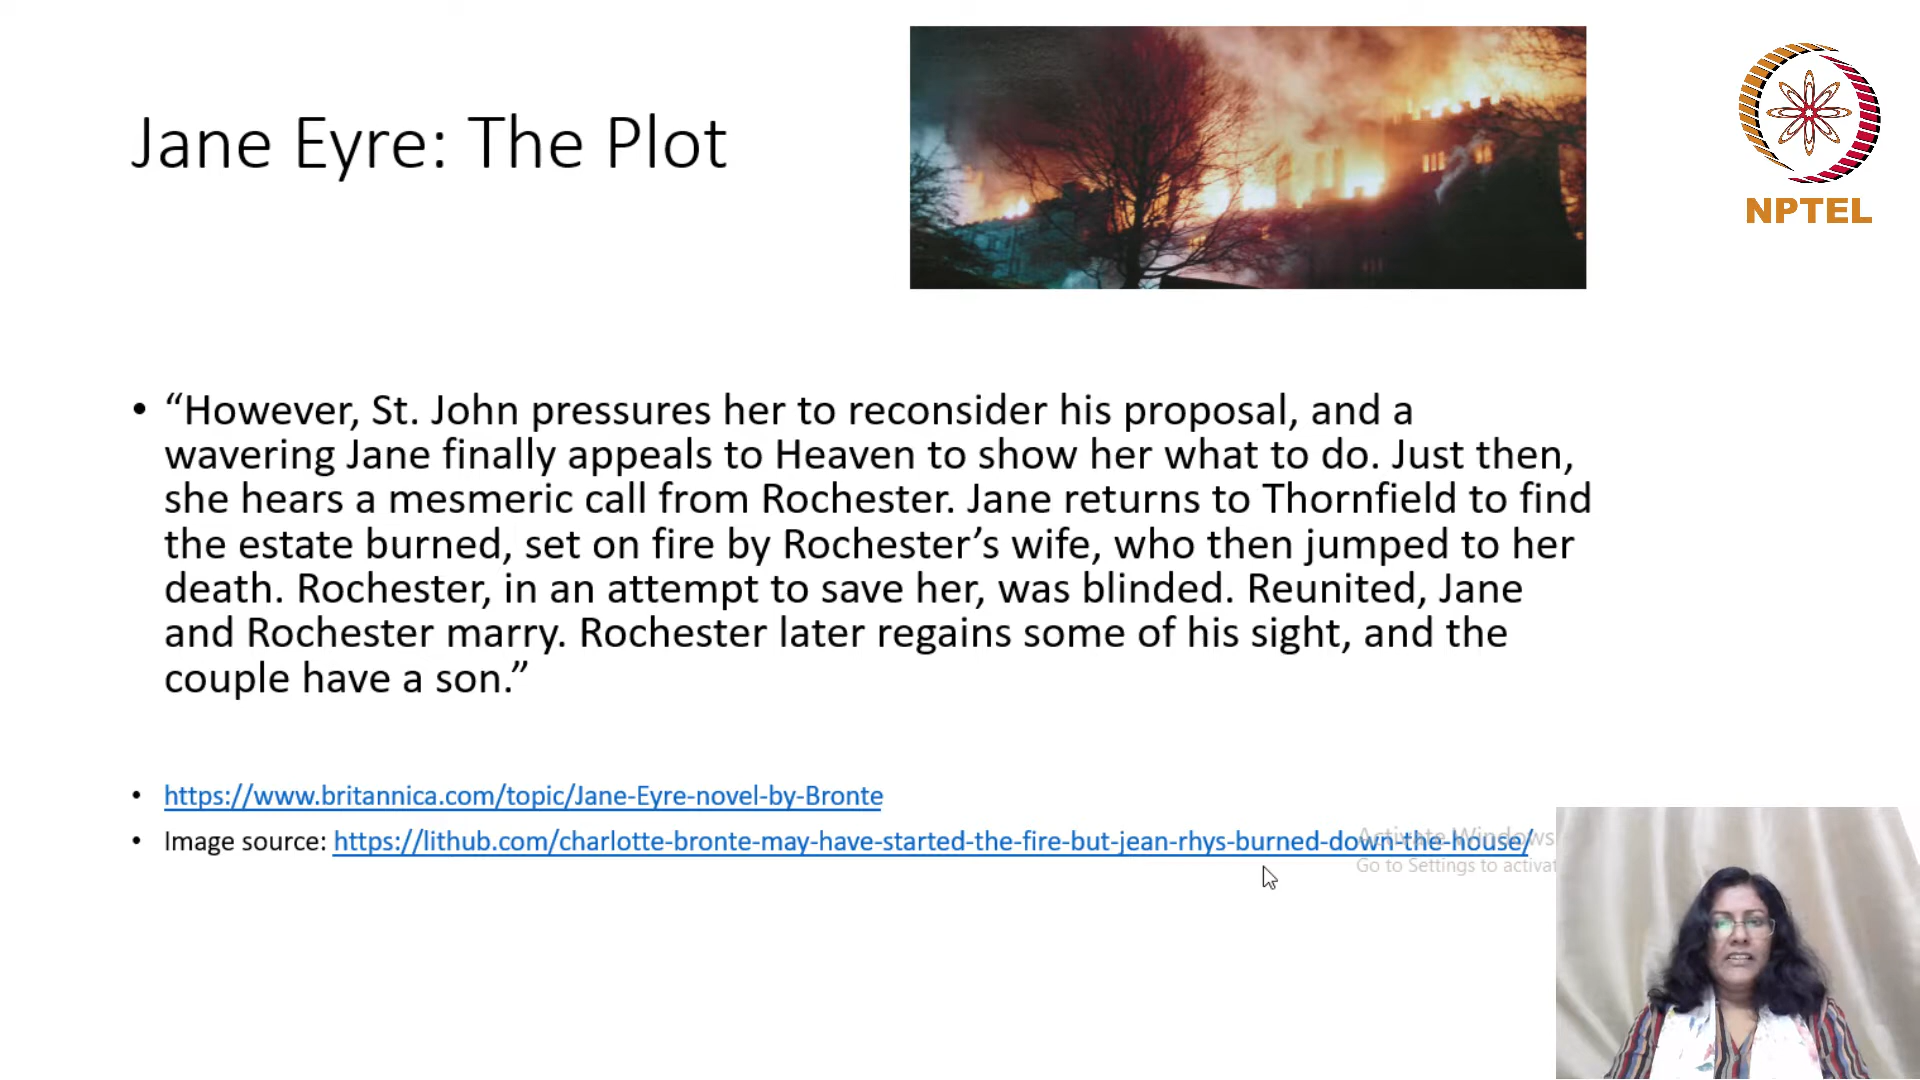 Jane Eyre: The Plot
NPTEL
• “However, St. John pressures her to reconsider his proposal, and a
wavering Jane finally appeals to Heaven to show her what to do. Just then,
she hears a mesmeric call from Rochester. Jane returns to Thornfield to find
the estate burned, set on fire by Rochester’s wife, who then jumped to her
death. Rochester, in an attempt to save her, was blinded. Reunited, Jane
and Rochester marry. Rochester later regains some of his sight, and the
couple have a son.”
• https://www.britannica.com/topic/Jane-Eyre-novel-by-Bronte
• Image source: https://lithub.com/charlotte-bronte-may-have-started-the-fire-but-jean-rhys-burned-down-the-house/
Activate Windows
Go to Settings to activat